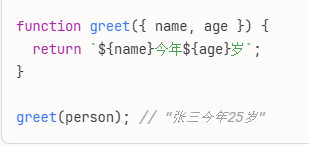 function greet({ name, age }) {
  return `${name}今年${age}岁`;
}
greet(person); // "张三今年25岁"